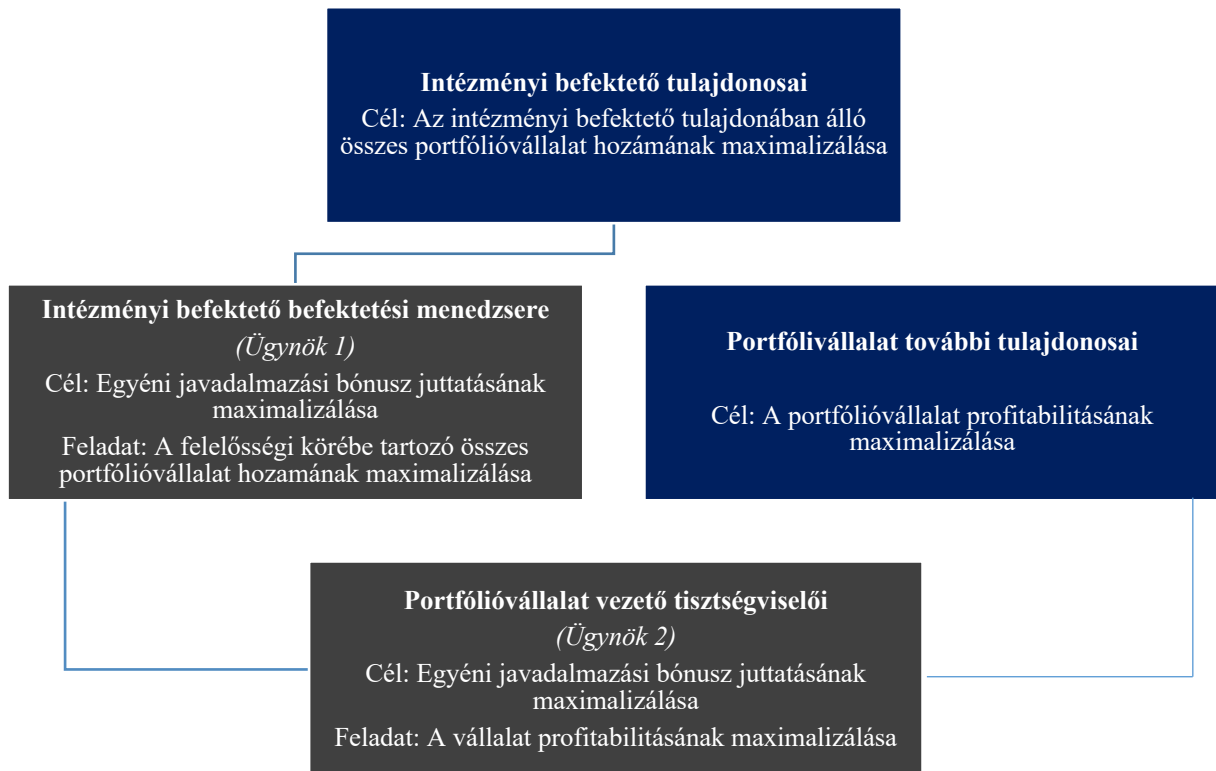 Intézményi befektető tulajdonosai
Cél: Az intézményi befektető tulajdonában álló
összes portfólióvállalat hozámának maximalizálása
Intézményi befektető befektetési menedzsere
(Ügynök 1)
Cél: Egyéni javadalmazási bónusz juttatásának
maximalizálása
Feladat: A felelősségi körébe tartozó összes
portfólióvállalat hozamának maximalizálása
Portfólivállalat további tulajdonosai
Cél: A portfólióvállalat profitabilitásának
maximalizálása
Portfólióvállalat vezető tisztségviselői
(Ügynök 2)
Cél: Egyéni javadalmazási bónusz juttatásának
maximalizálása
Feladat: A vállalat profitabilitásának maximalizálása